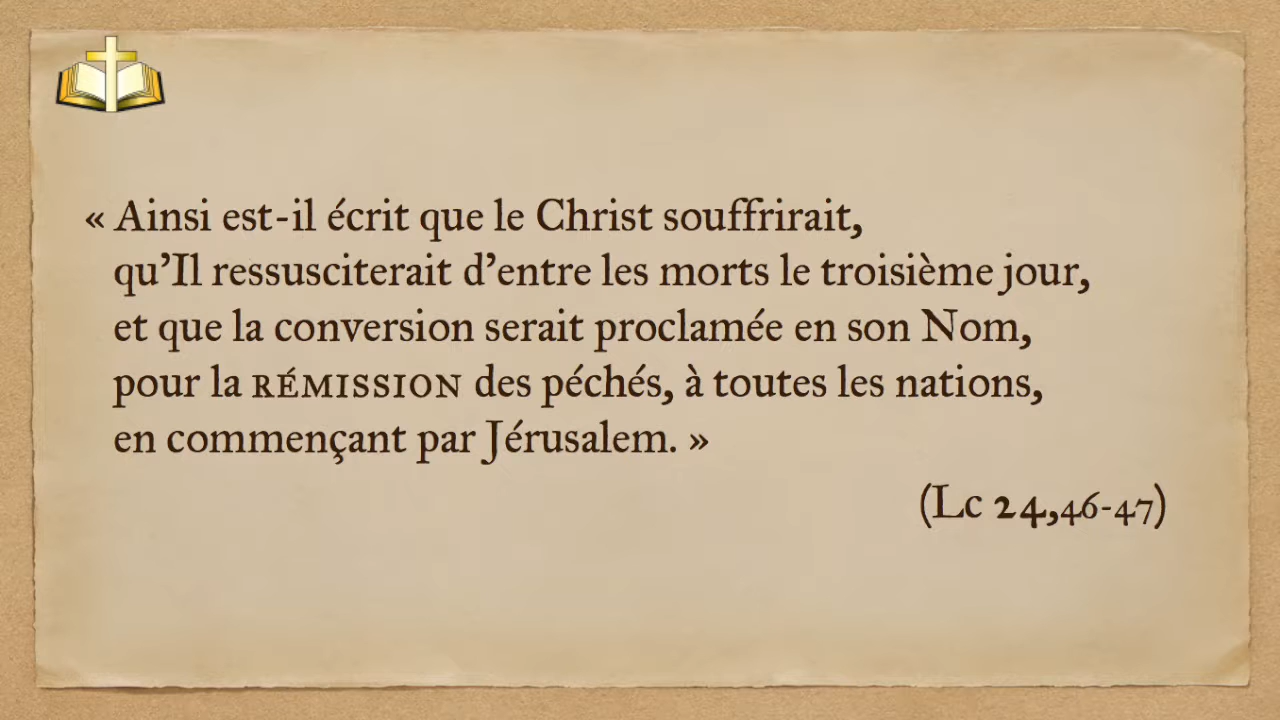 « Ainsi est-il écrit que le Christ souffrirait,
qu’Il ressusciterait d’entre les morts le troisième jour,
et que la conversion serait proclamée en son Nom,
pour la RÉMISSION des péchés, à toutes les nations,
en commençant par Jérusalem. »
(Lc 24,46-47)